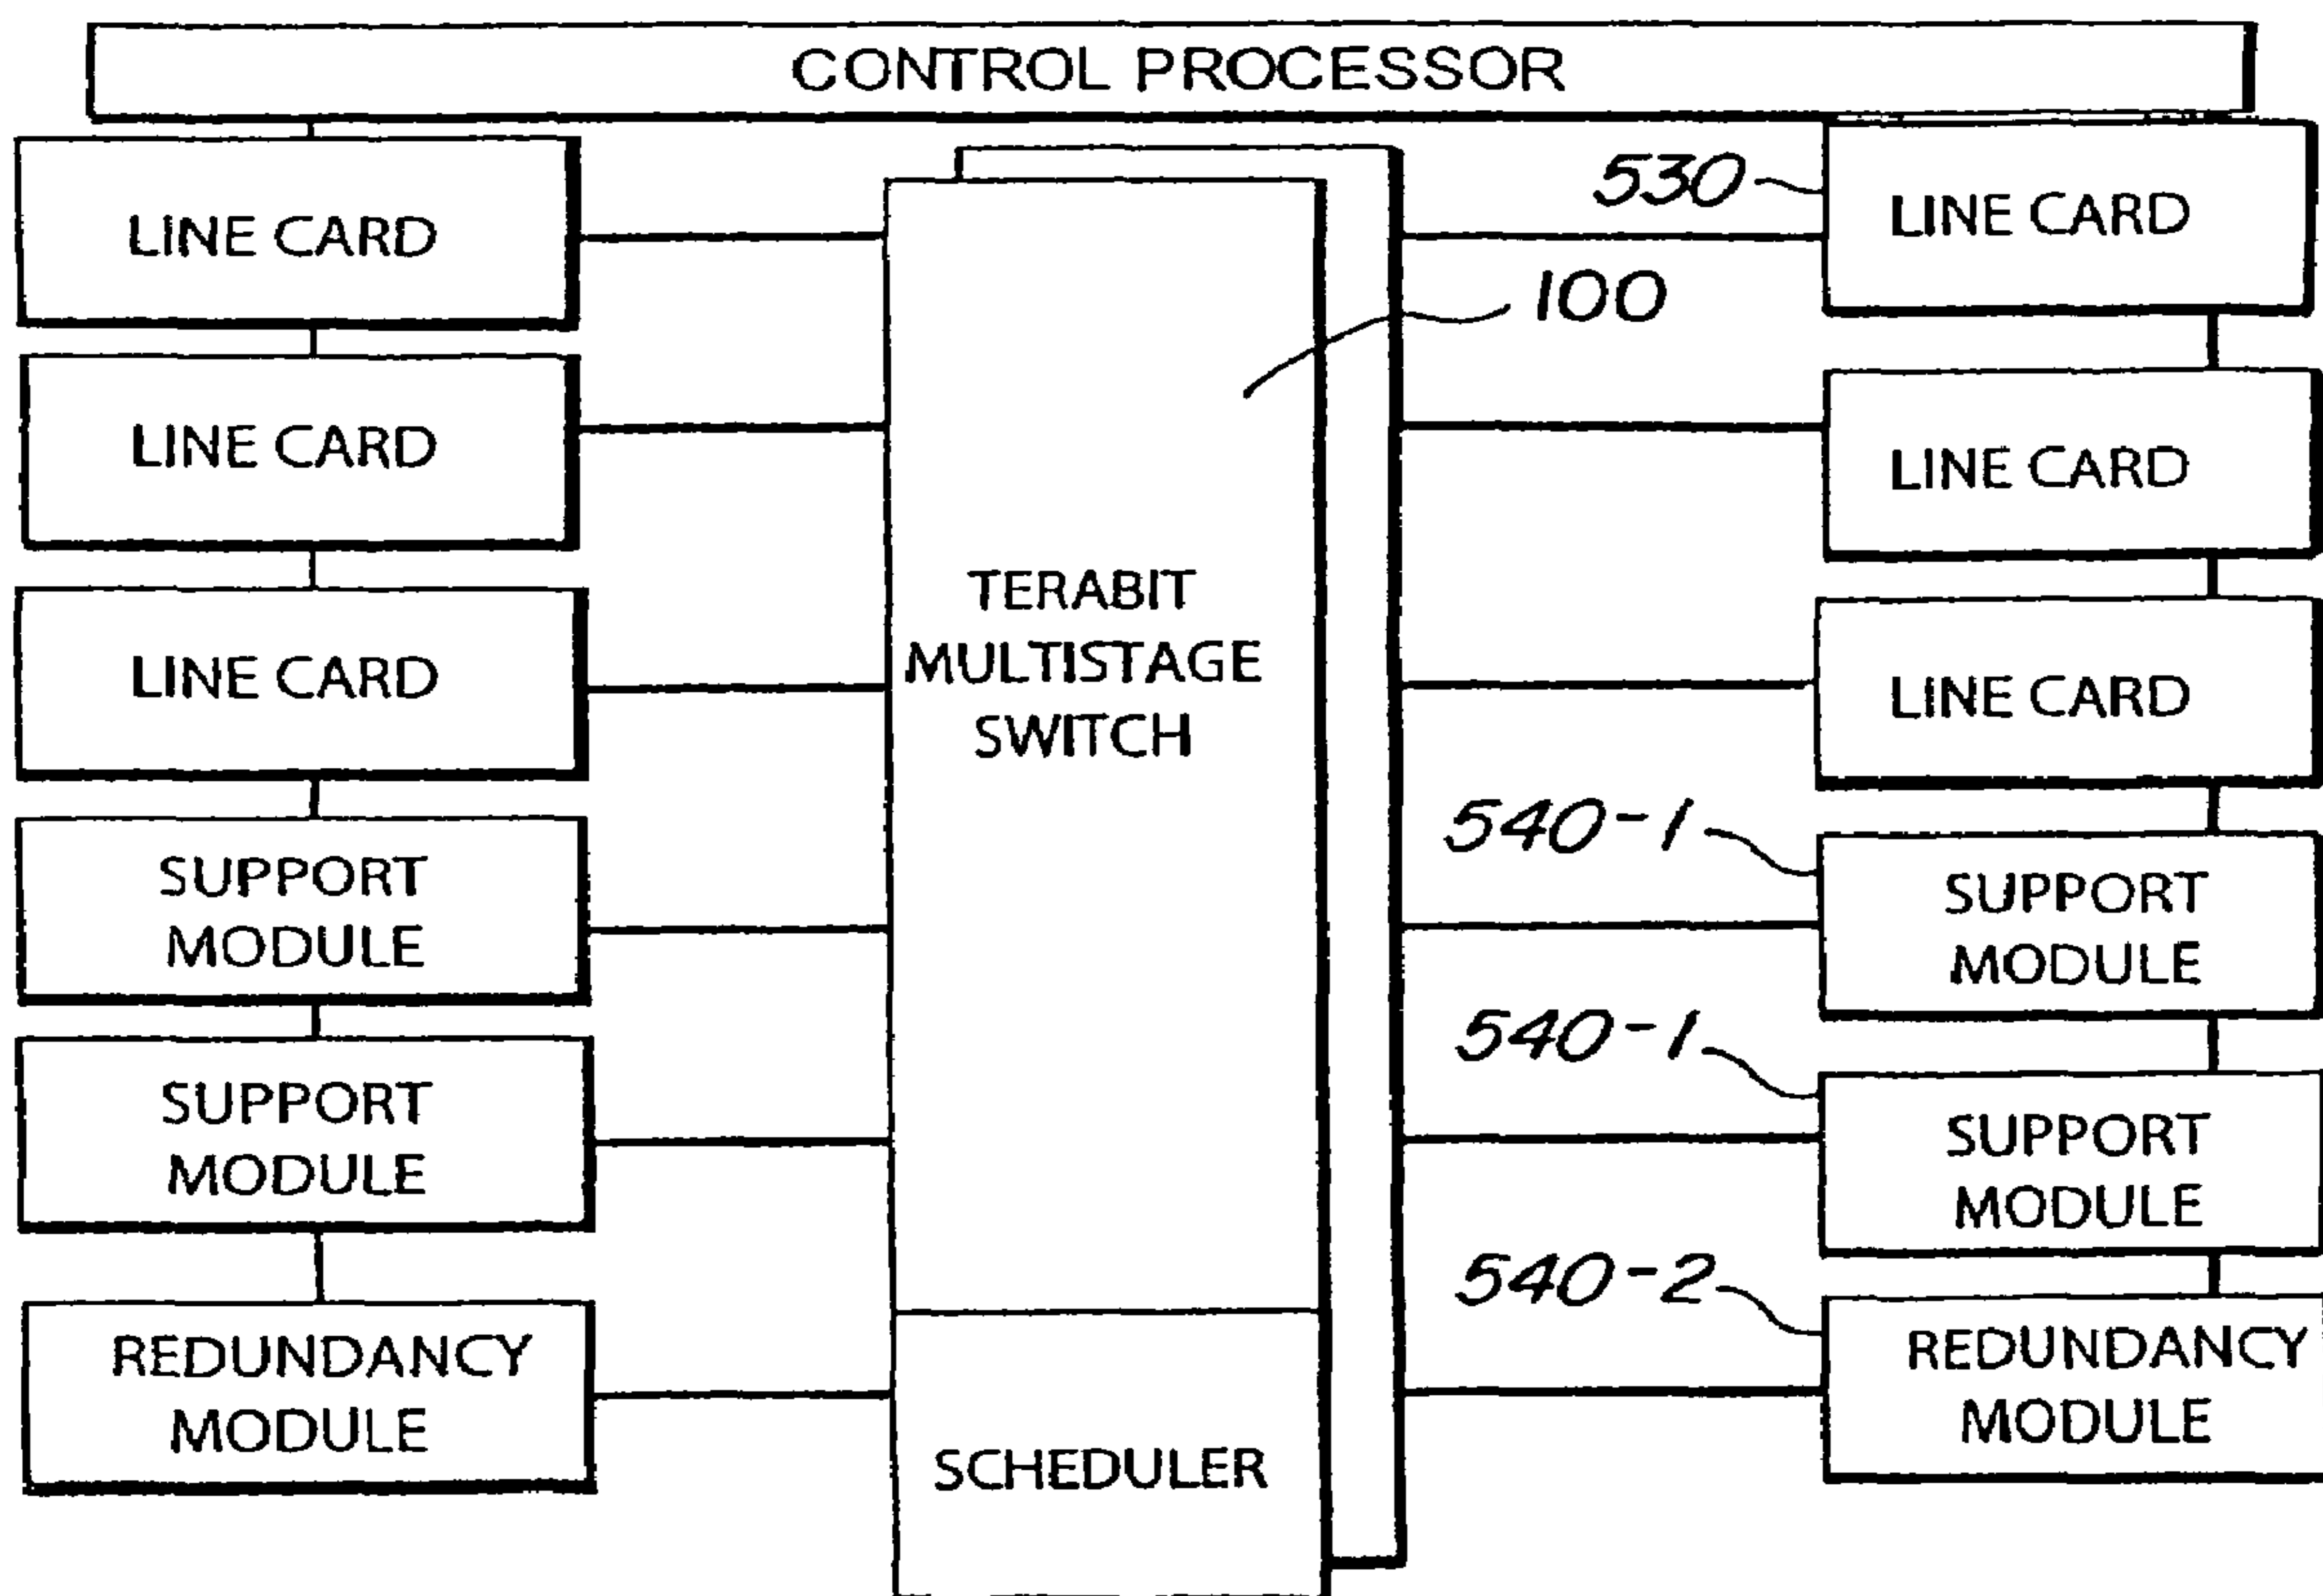 CONTROL PROCESSOR
LINE CARD
530
LINE CARD
100
LINE CARD
LINE CARD
TERABIT
MULTISTAGE
SWITCH
LINE CARD
LINE CARD
540-1
SUPPORT
MODULE
SUPPORT
MODULE
540-1
SUPPORT
MODULE
SUPPORT
MODULE
540-2
REDUNDANCY
MODULE
REDUNDANCY
MODULE
SCHEDULER